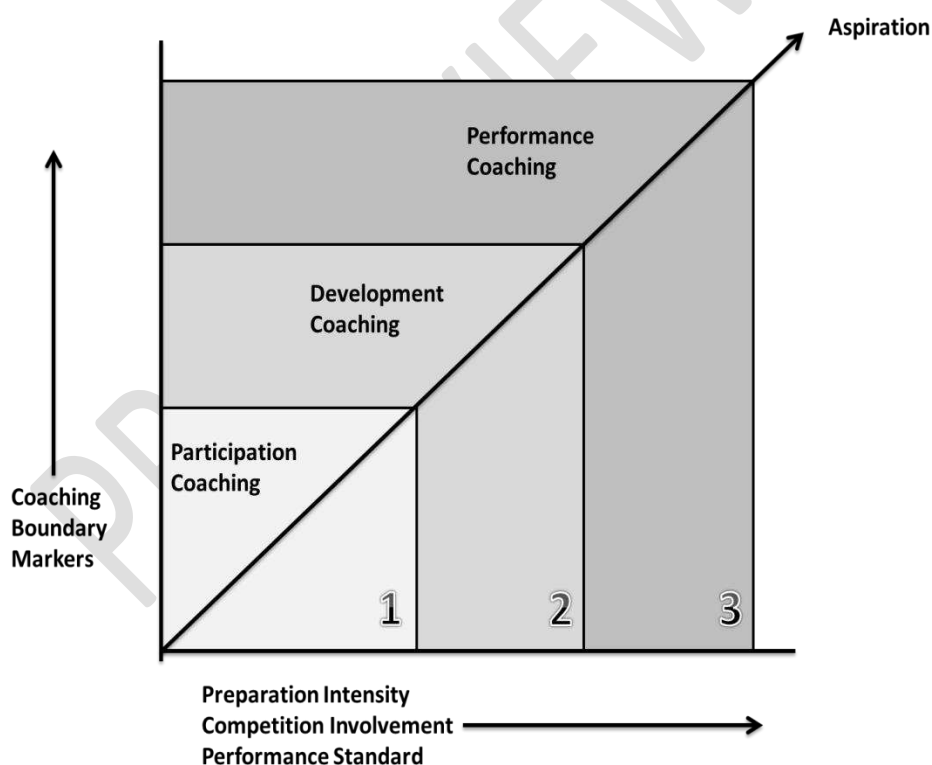 Aspiration
Performance
Coaching
Development
Coaching
Participation
Coaching
Coaching
Boundary
Markers
1
2
3
Preparation Intensity
Competition Involvement
Performance Standard